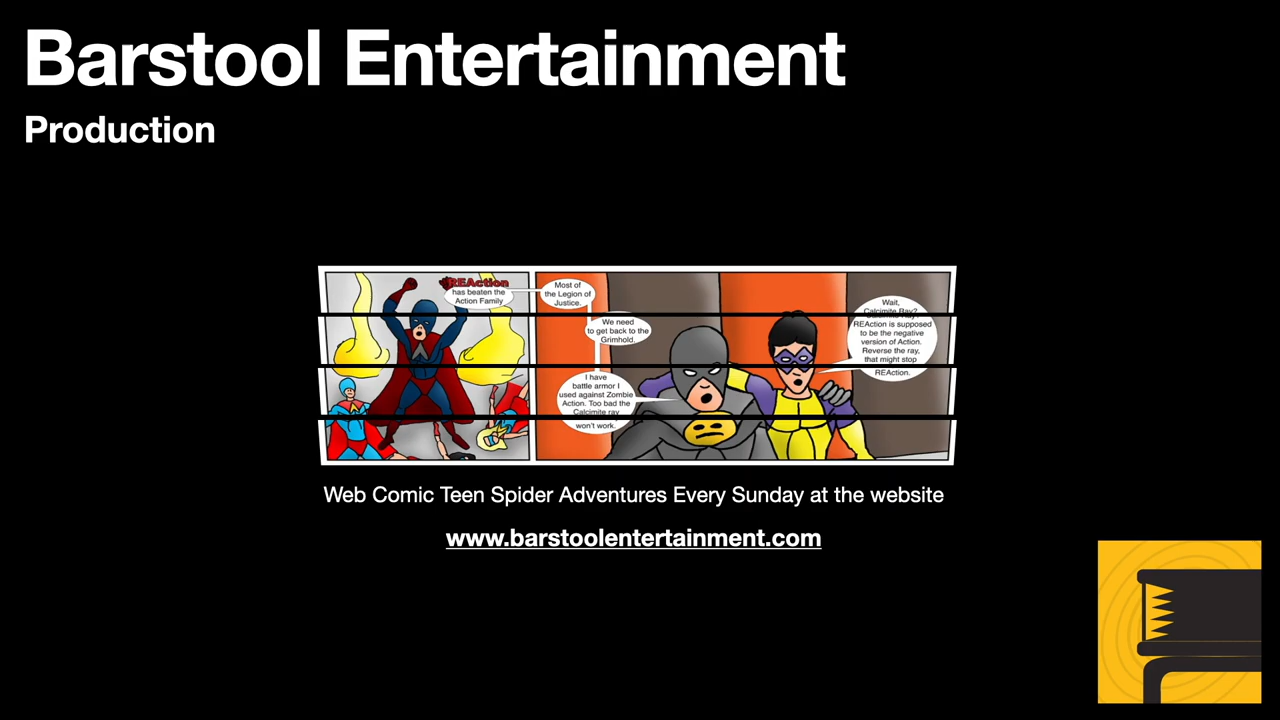 Barstool Entertainment
Production
REAction
has beaten the
Action Family
Most of
the Legion of
Justice.
We need
to get back to the
Grimhold.
I have
battle armor I
used against Zombie
Action. Too bad the
Calcimite ray
won't work.
Wait,
Calcimite Ray?
REAction is supposed
to be the negative
version of Action.
Reverse the ray,
that might stop
REAction.
Web Comic Teen Spider Adventures Every Sunday at the website
www.barstoolentertainment.com